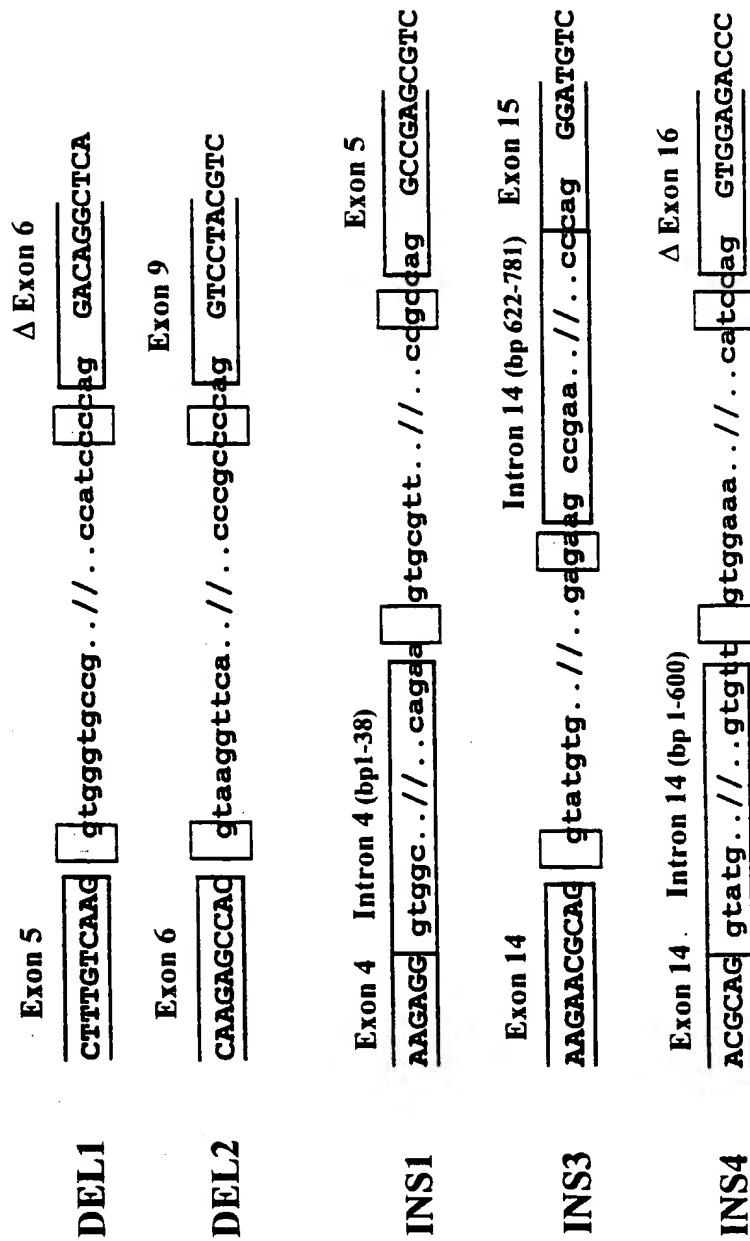 Exon 5 Δ Exon 6
DEL1 CTTTGTCAAG gtgggtgccg..//..ccatccccag GACAGGCTCA
Exon 6 Exon 9
DEL2 CAAGAGCCAC gtaaggttca..//..cccgccccag GTCCTACGTC
Exon 4 Intron 4 (bp1-38) Exon 5
INS1 AAGAGG gtggc..//..cagaa gtgcgtt..//..ccgccag GCCGAGCGTC
Exon 14 Intron 14 (bp 622-781) Exon 15
INS3 AAGAACGCAG gtatgtg..//..gagaag ccgaa..//..cccag GGATGTC
Exon 14 Intron 14 (bp 1-600) Δ Exon 16
INS4 ACGCAG gtatg..//..gtgtt gtggaaa..//..catccag GTGGAGACCC